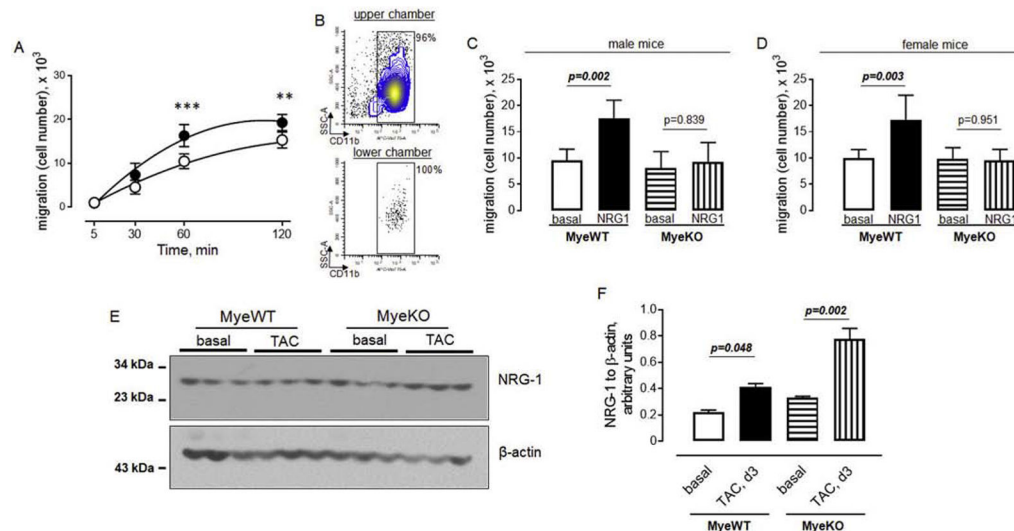 A
migration (cell number), x 10³
30
20
10
0
5 30 60 120
Time, min
***
**
B
upper chamber
96%
SSC-A
CD11b
lower chamber
100%
SSC-A
CD11b
C
male mice
migration (cell number), x 10³
25
20
15
10
5
0
p=0.002
p=0.839
basal NRG1 basal NRG1
MyeWT MyeKO
D
female mice
migration (cell number), x 10³
25
20
15
10
5
0
p=0.003
p=0.951
basal NRG1 basal NRG1
MyeWT MyeKO
E
MyeWT MyeKO
basal TAC basal TAC
34 kDa
23 kDa
NRG-1
43 kDa
β-actin
F
NRG-1 to β-actin,
arbitrary units
1.0
0.8
0.6
0.4
0.2
0
p=0.048
p=0.002
basal TAC, d3 basal TAC, d3
MyeWT MyeKO